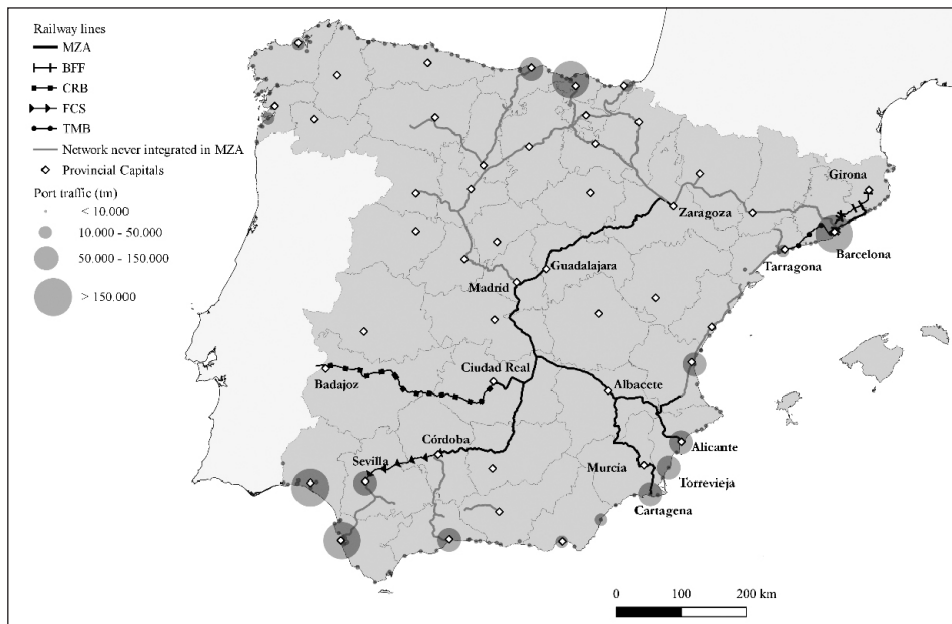 Railway lines
MZA
BFF
CRB
FCS
TMB
Network never integrated in MZA
Provincial Capitals
Port traffic (tm)
< 10.000
10.000 - 50.000
50.000 - 150.000
> 150.000
Girona
Zaragoza
Barcelona
Tarragona
Guadalajara
Madrid
Ciudad Real
Badajoz
Albacete
Córdoba
Sevilla
Alicante
Murcia
Torrevieja
Cartagena
0 100 200 km